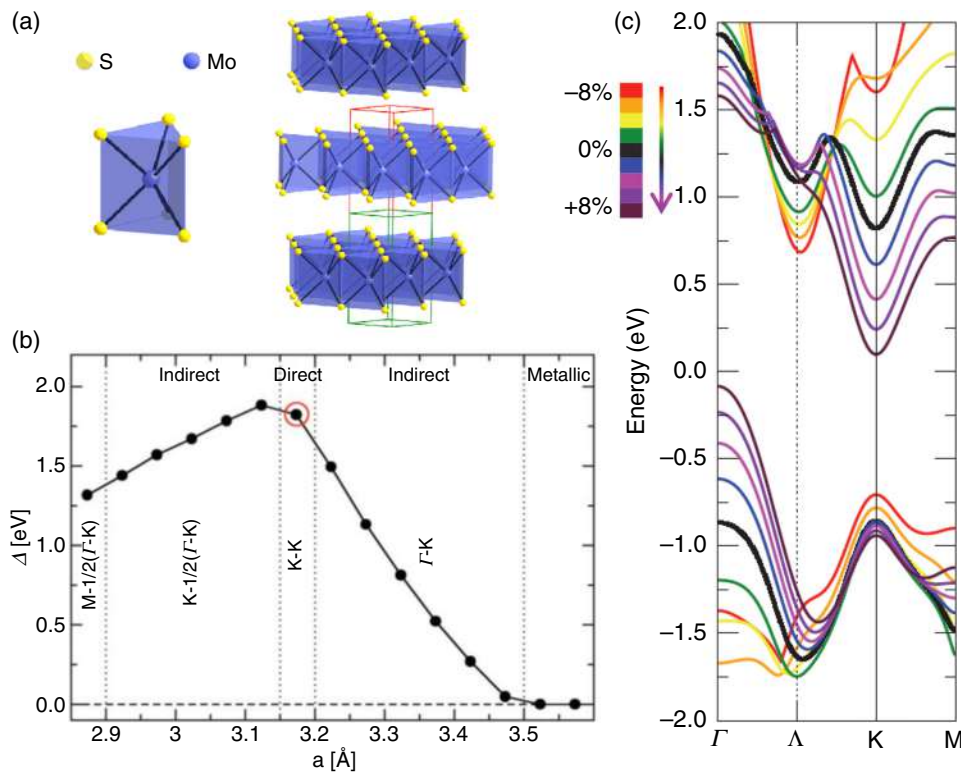 (a)
S
Mo
(b)
Indirect
Direct
Indirect
Metallic
2.0
1.5
1.0
0.5
0.0
Δ [eV]
M-1/2(Γ-K)
K-1/2(Γ-K)
K-K
Γ-K
2.9
3
3.1
3.2
3.3
3.4
3.5
a [Å]
(c)
–8%
0%
+8%
2.0
1.5
1.0
0.5
0.0
–0.5
–1.0
–1.5
–2.0
Energy (eV)
Γ
Λ
K
M